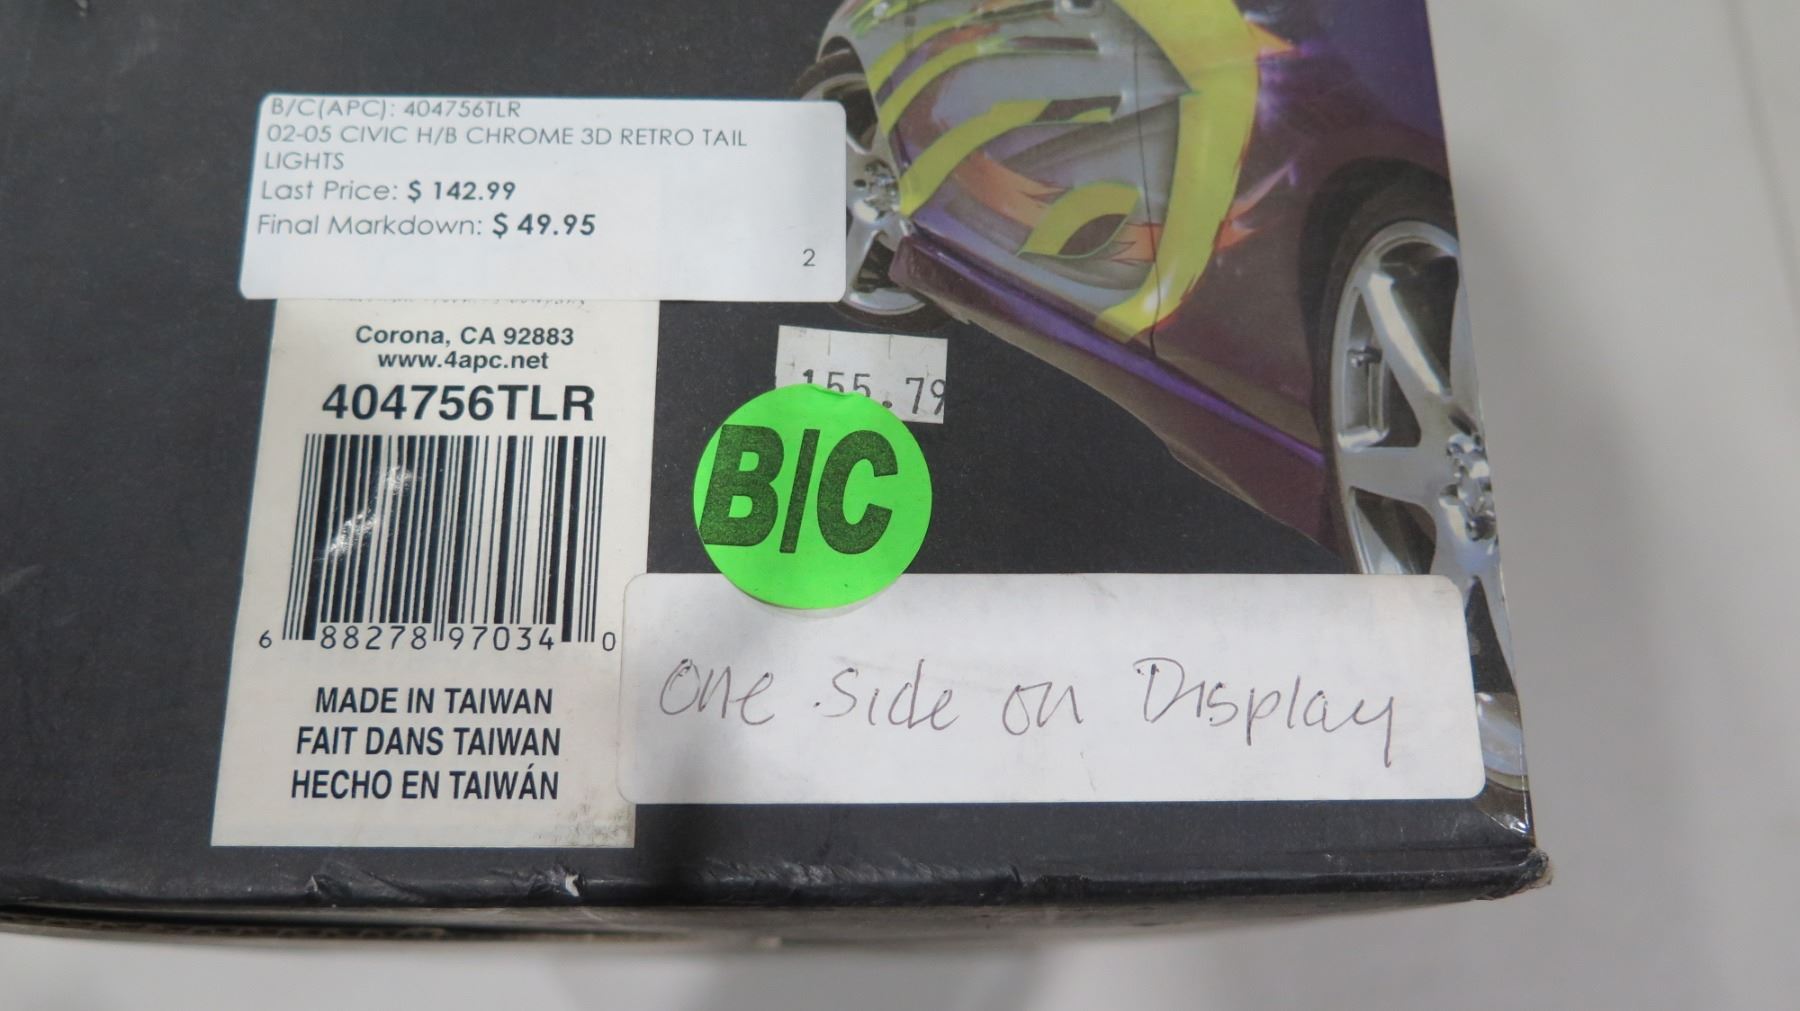 B/C(APC): 404756TLR
02-05 CIVIC H/B CHROME 3D RETRO TAIL
LIGHTS
Last Price: $ 142.99
Final Markdown: $ 49.95
2
Corona, CA 92883
www.4apc.net
404756TLR
6 88278 97034 0
MADE IN TAIWAN
FAIT DANS TAIWAN
HECHO EN TAIWÁN
155.79
B/C
One Side on Display